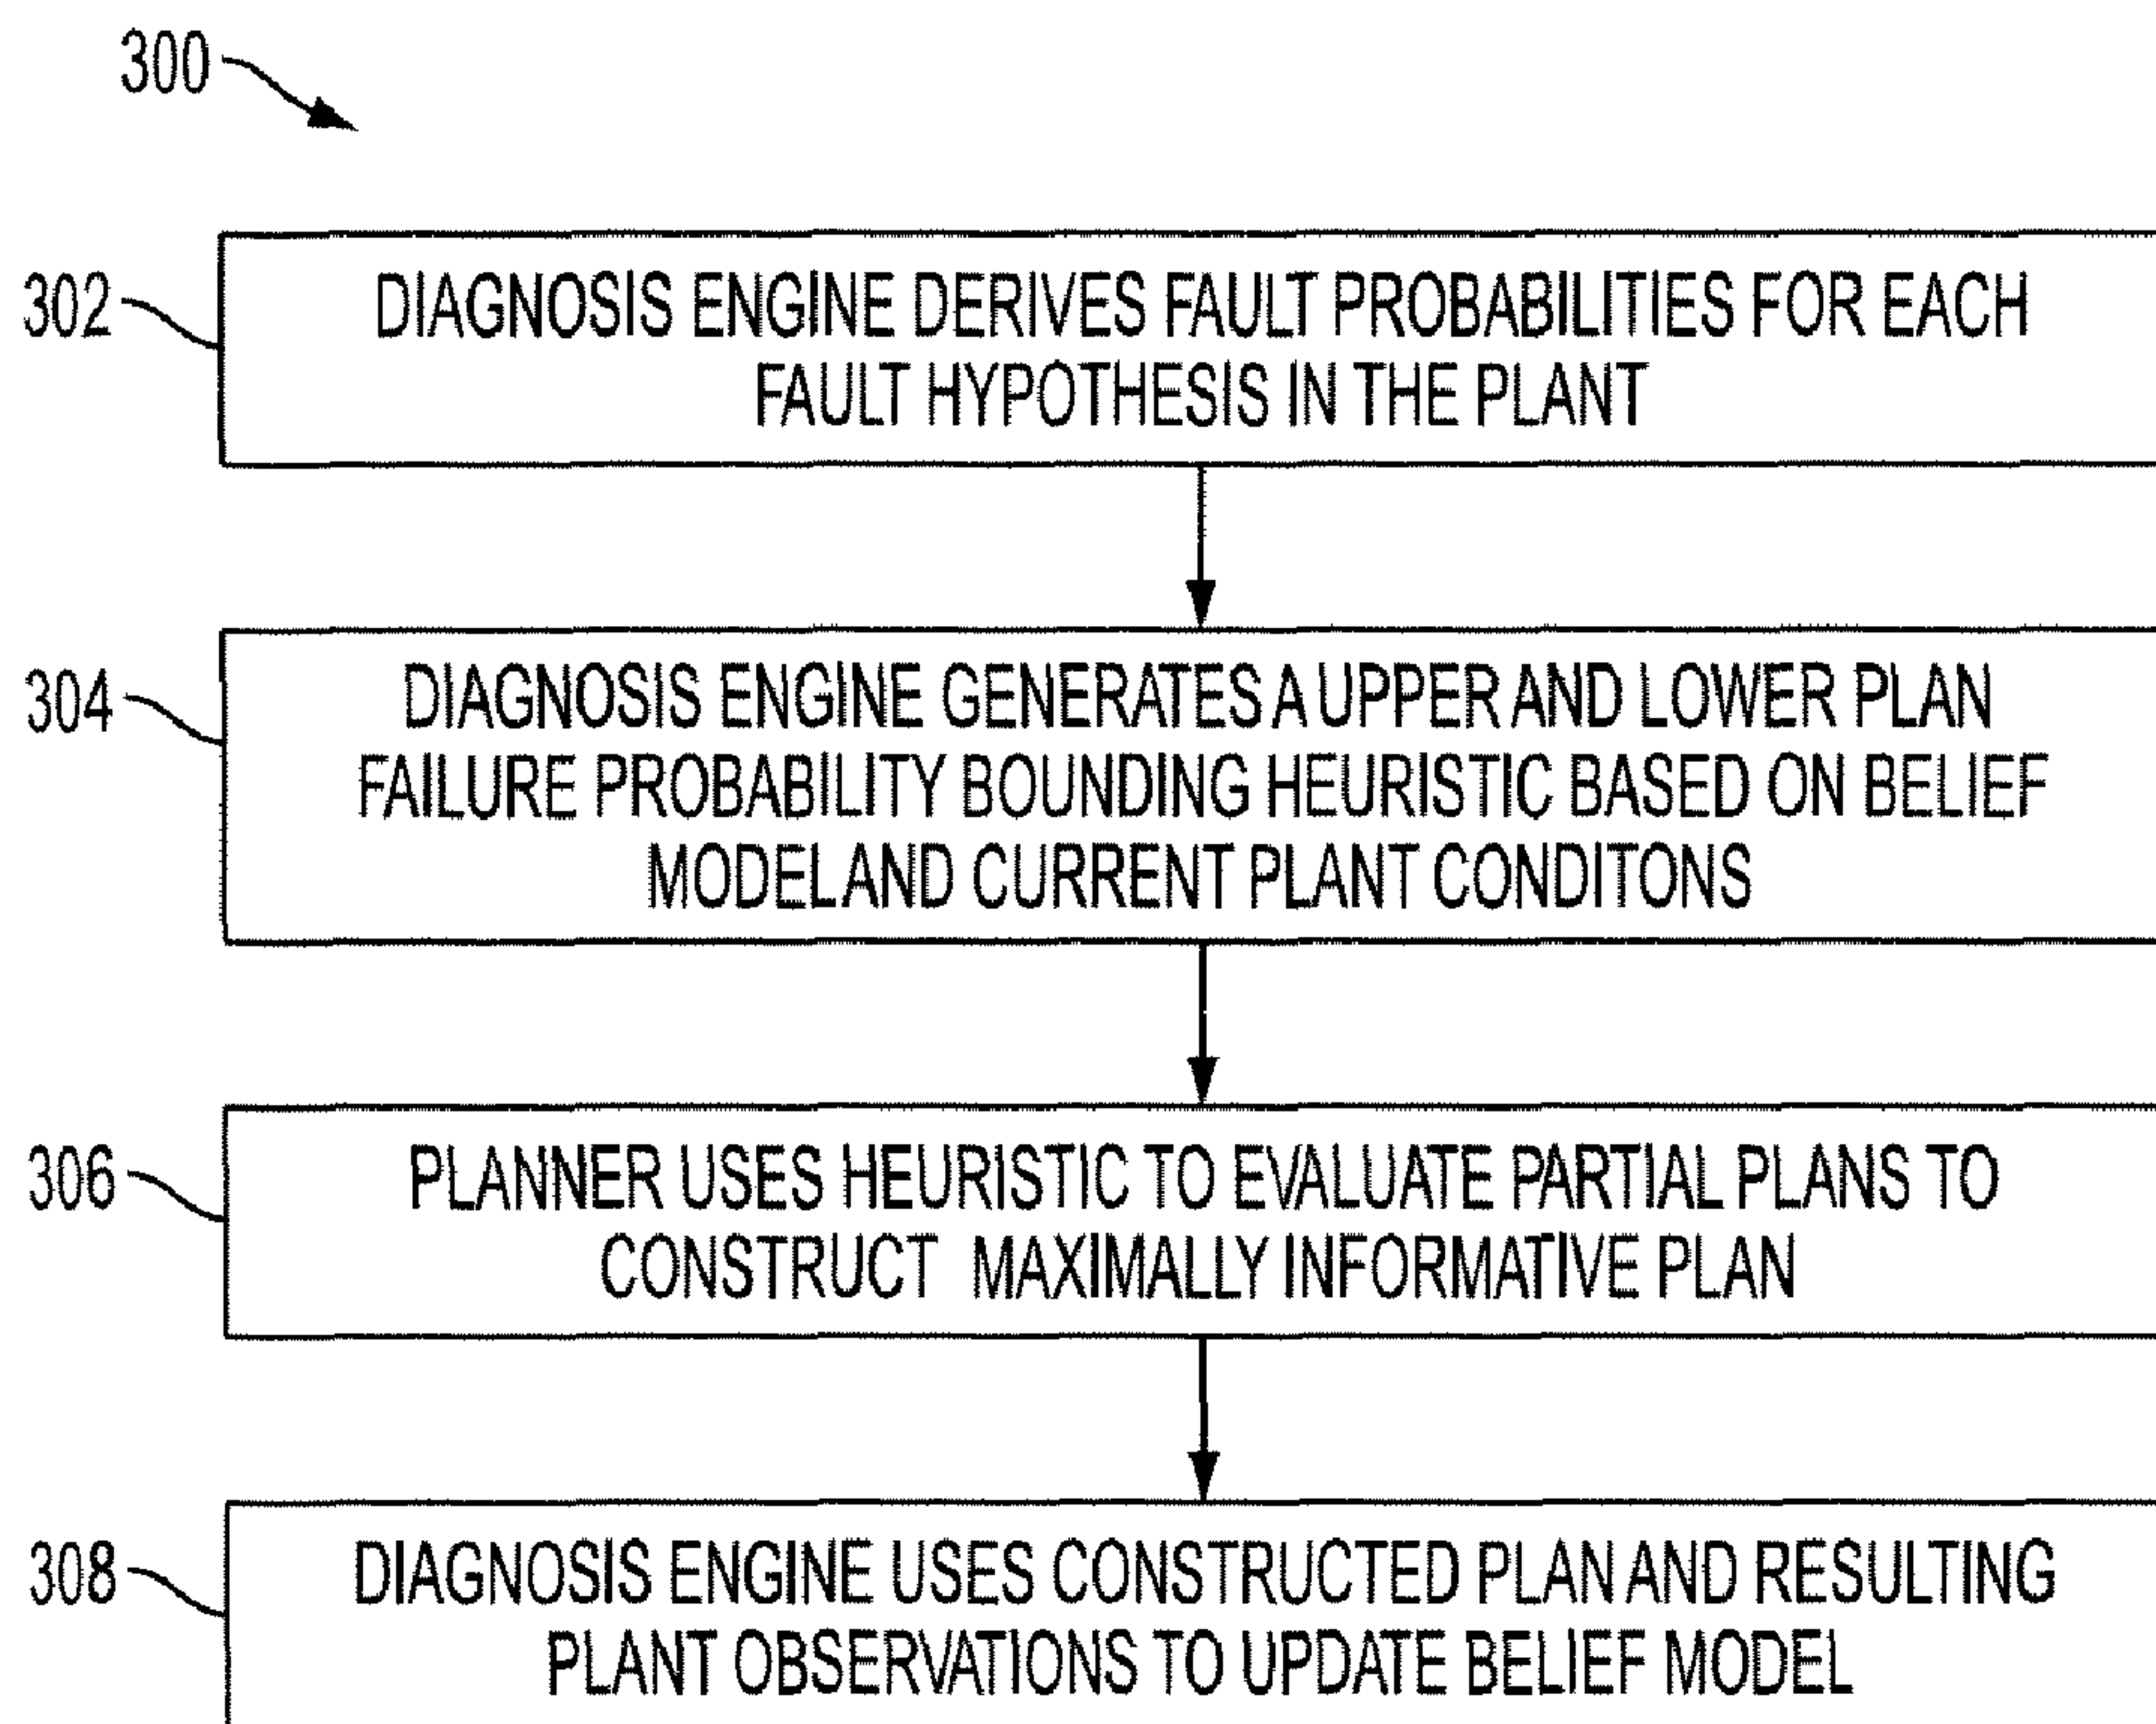 300
302
DIAGNOSIS ENGINE DERIVES FAULT PROBABILITIES FOR EACH
FAULT HYPOTHESIS IN THE PLANT
304
DIAGNOSIS ENGINE GENERATES A UPPER AND LOWER PLAN
FAILURE PROBABILITY BOUNDING HEURISTIC BASED ON BELIEF
MODEL AND CURRENT PLANT CONDITONS
306
PLANNER USES HEURISTIC TO EVALUATE PARTIAL PLANS TO
CONSTRUCT MAXIMALLY INFORMATIVE PLAN
308
DIAGNOSIS ENGINE USES CONSTRUCTED PLAN AND RESULTING
PLANT OBSERVATIONS TO UPDATE BELIEF MODEL